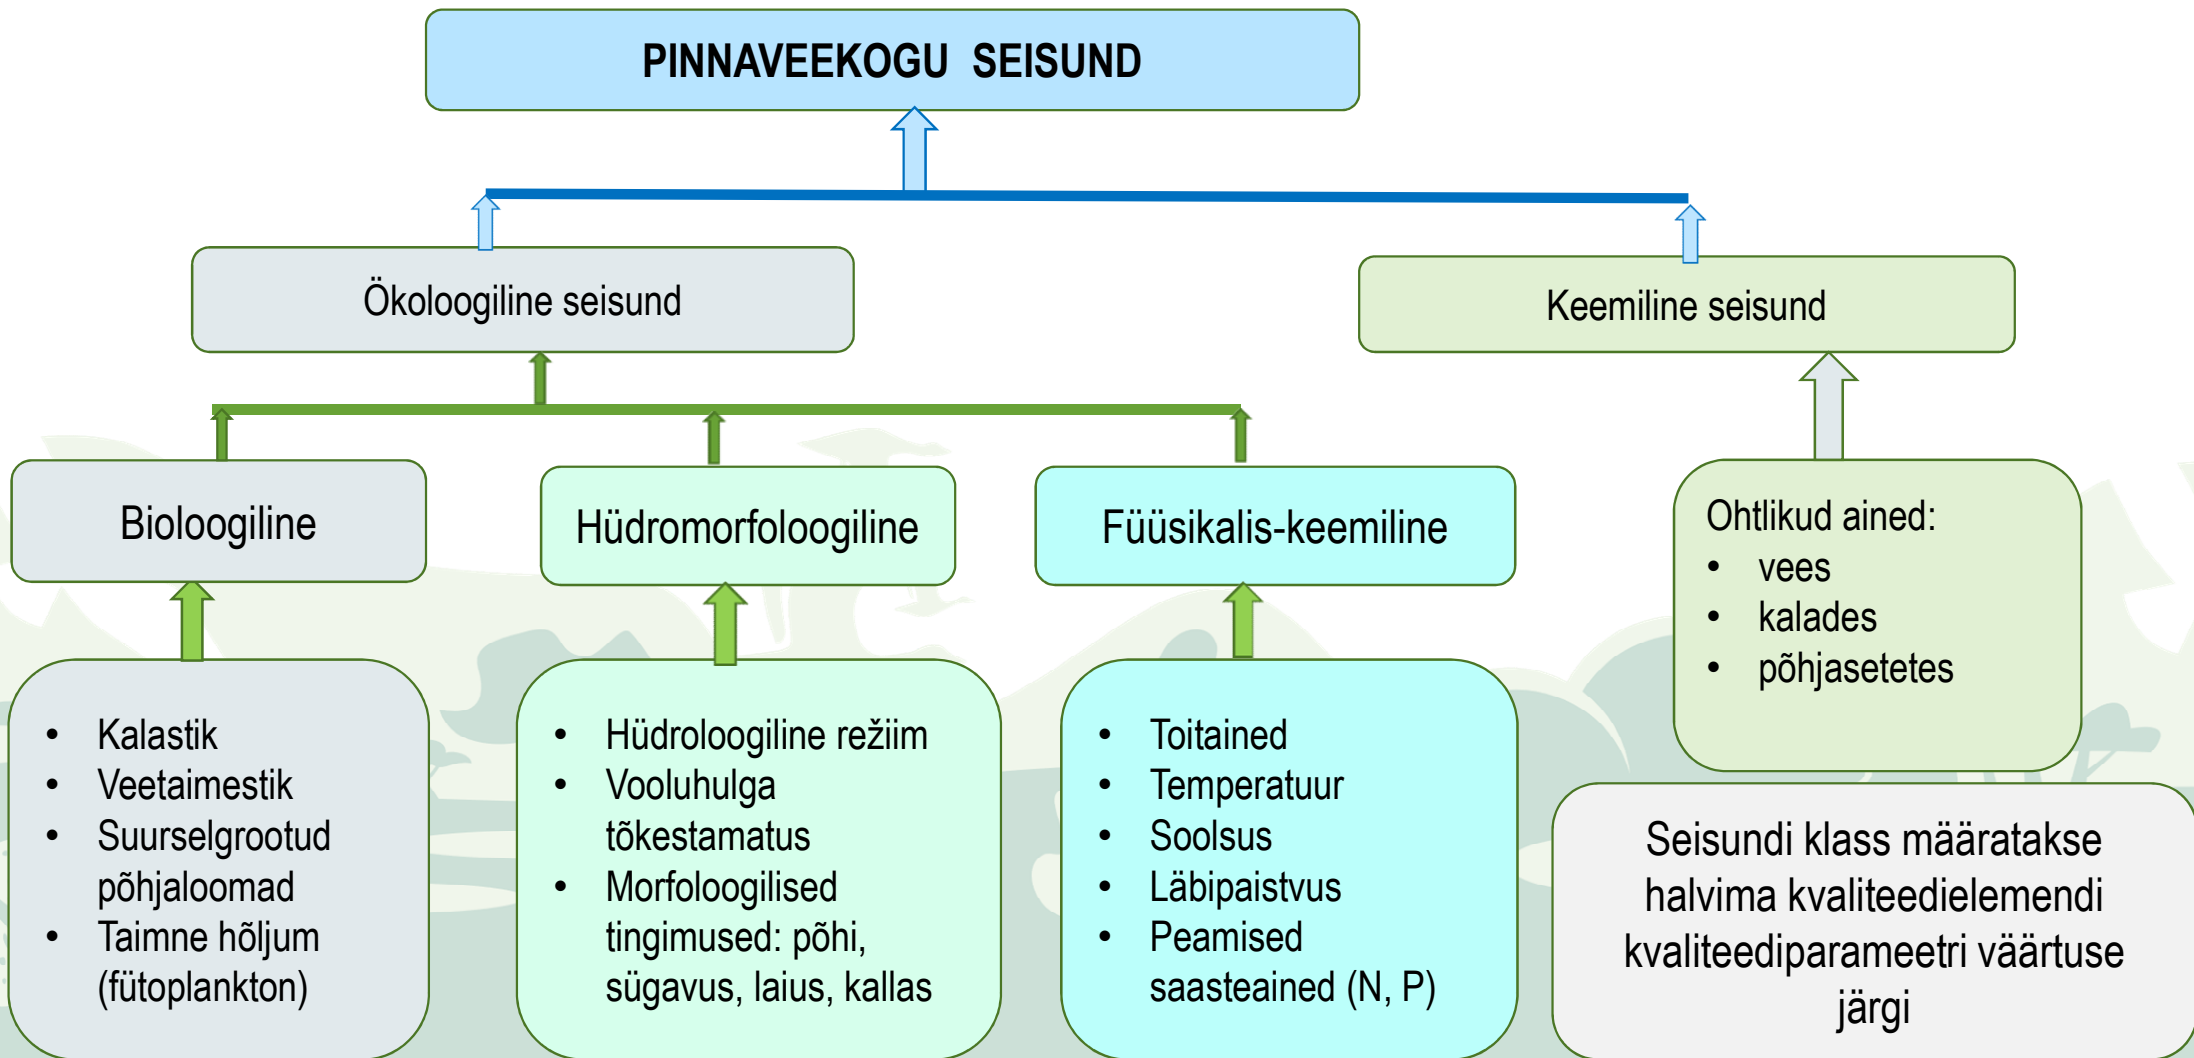 PINNAVEEKOGU SEISUND
Ökoloogiline seisund
Keemiline seisund
Bioloogiline
Hüdromorfoloogiline
Füüsikalis-keemiline
Ohtlikud ained:
• vees
• kalades
• põhjasetetes
• Kalastik
• Veetaimestik
• Suurselgrootud
põhjaloomad
• Taimne hõljum
(fütoplankton)
• Hüdroloogiline režiim
• Vooluhulga
tõkestamatus
• Morfoloogilised
tingimused: põhi,
sügavus, laius, kallas
• Toitained
• Temperatuur
• Soolsus
• Läbipaistvus
• Peamised
saasteained (N, P)
Seisundi klass määratakse
halvima kvaliteedielemendi
kvaliteediparameetri väärtuse
järgi